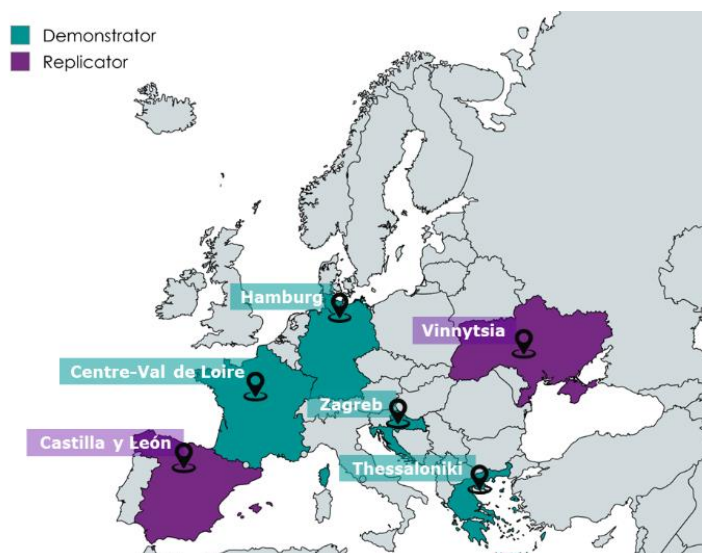 Demonstrator
Replicator
Hamburg
Vinnytsia
Centre-Val de Loire
Zagreb
Castilla y León
Thessaloniki